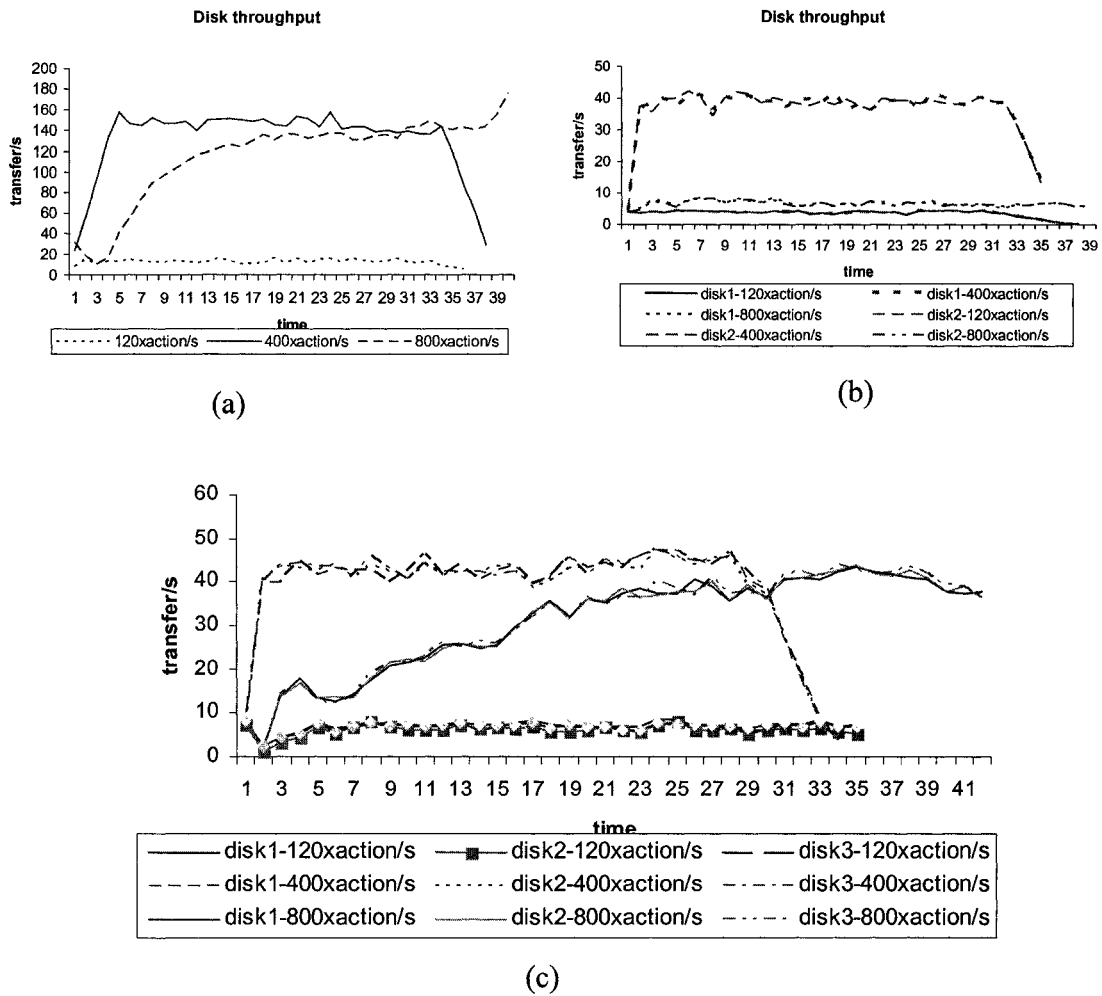 (a)
Disk throughput
200
180
160
140
120
100
80
60
40
20
0
transfer/s
1 3 5 7 9 11 13 15 17 19 21 23 25 27 29 31 33 35 37 39
time
120xaction/s 400xaction/s 800xaction/s
(a)
Disk throughput
50
40
30
20
10
0
transfer/s
1 3 5 7 9 11 13 15 17 19 21 23 25 27 29 31 33 35 37 39
time
disk1-120xaction/s disk1-400xaction/s
disk1-800xaction/s disk2-120xaction/s
disk2-400xaction/s disk2-800xaction/s
(b)
60
50
40
30
20
10
0
transfer/s
1 3 5 7 9 11 13 15 17 19 21 23 25 27 29 31 33 35 37 39 41
time
disk1-120xaction/s disk2-120xaction/s disk3-120xaction/s
disk1-400xaction/s disk2-400xaction/s disk3-400xaction/s
disk1-800xaction/s disk2-800xaction/s disk3-800xaction/s
(c)